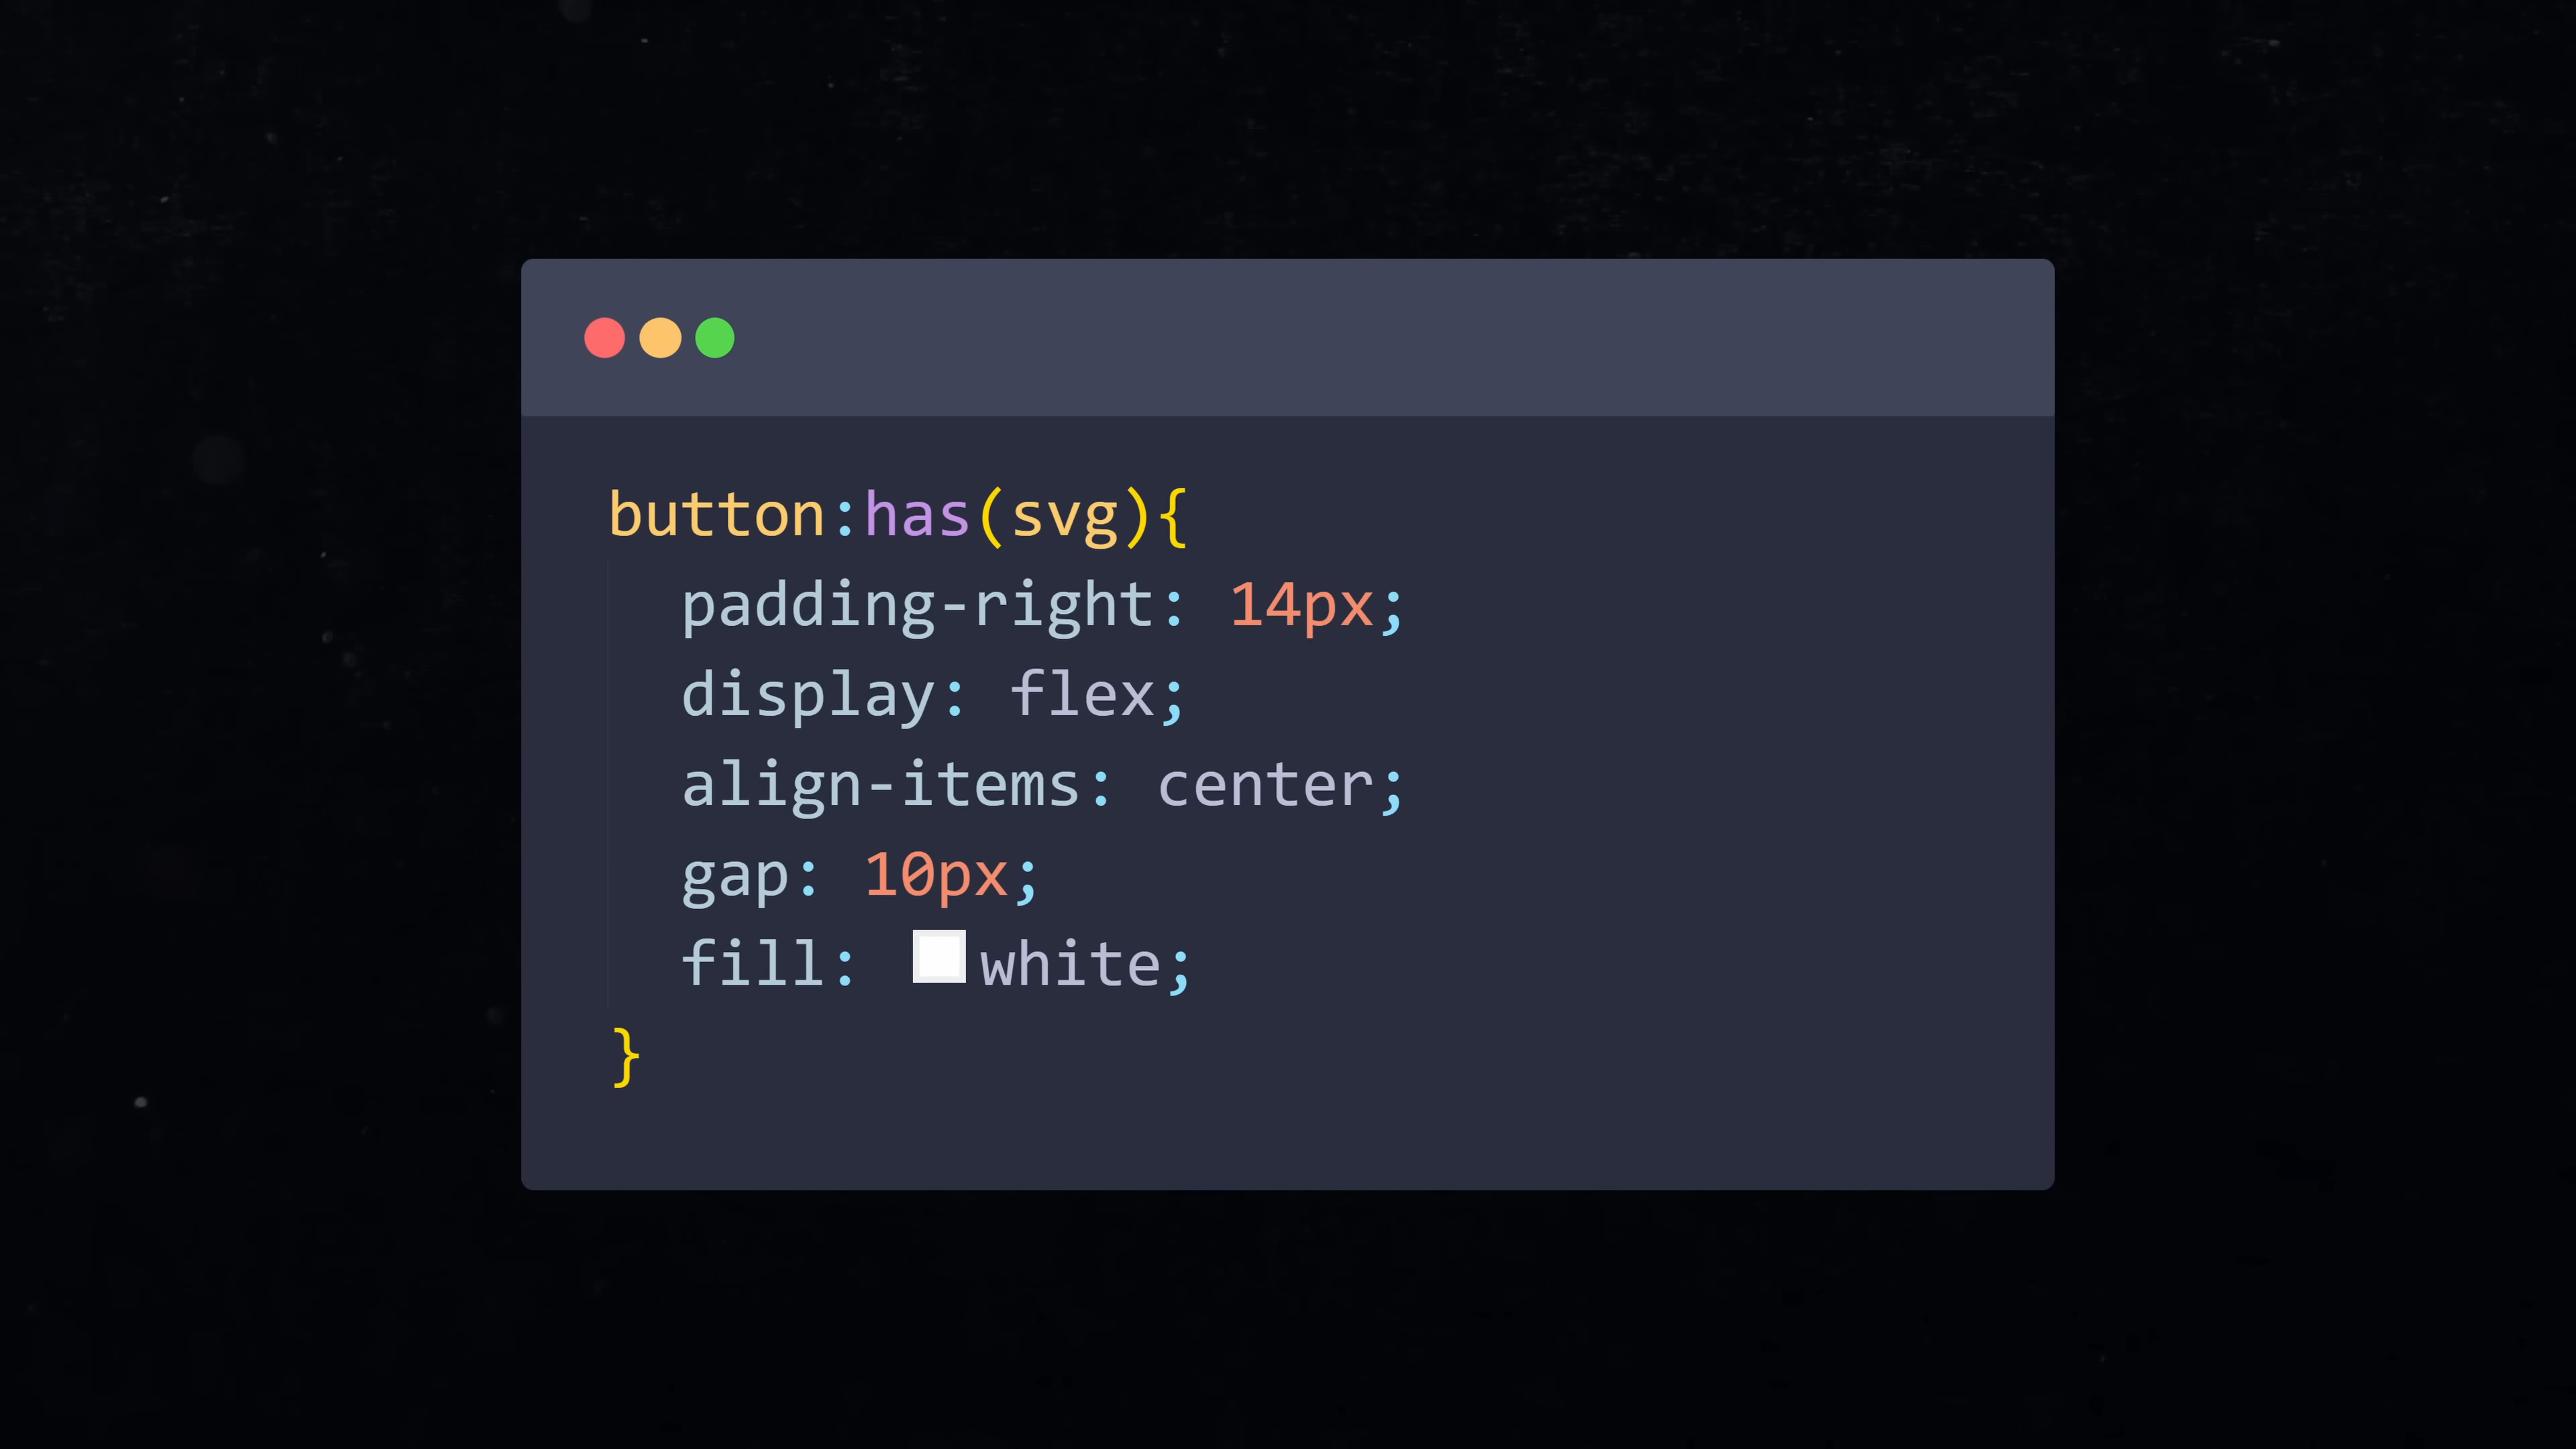 button:has(svg){
padding-right: 14px;
display: flex;
align-items: center;
gap: 10px;
fill: white;
}